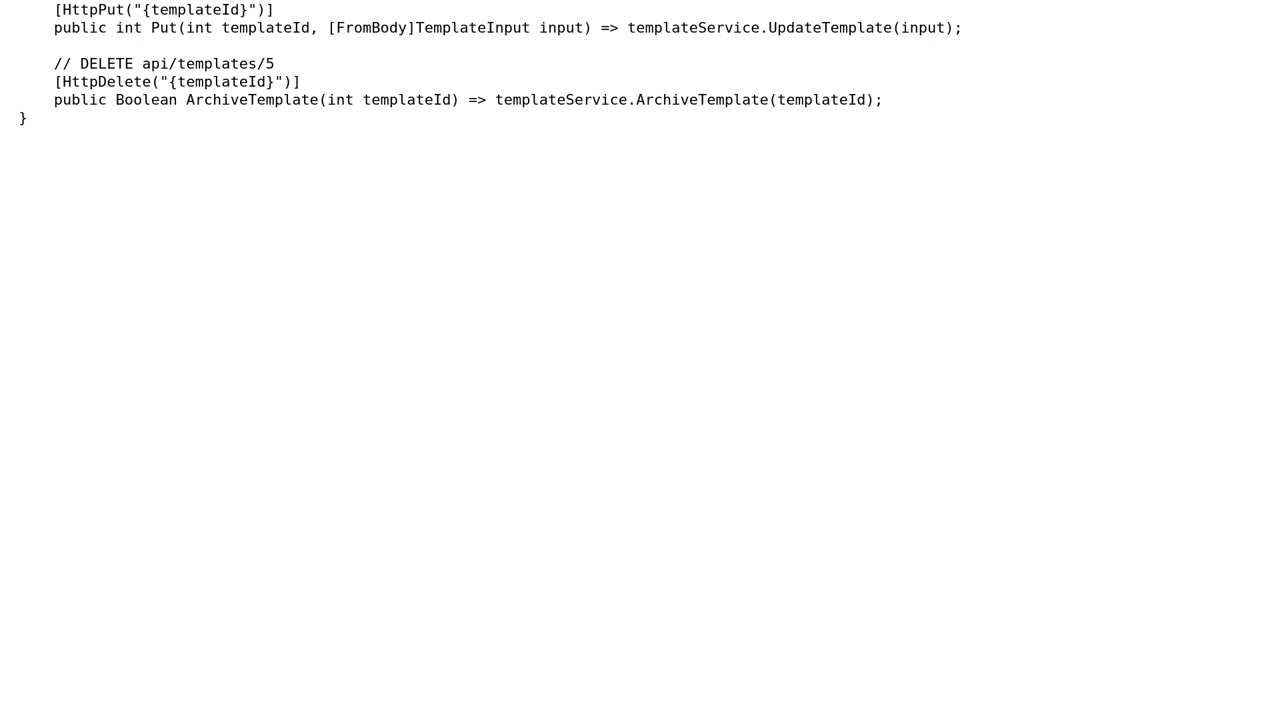 [HttpPut("{templateId}")]
public int Put(int templateId, [FromBody]TemplateInput input) => templateService.UpdateTemplate(input);
// DELETE api/templates/5
[HttpDelete("{templateId}")]
public Boolean ArchiveTemplate(int templateId) => templateService.ArchiveTemplate(templateId);
}